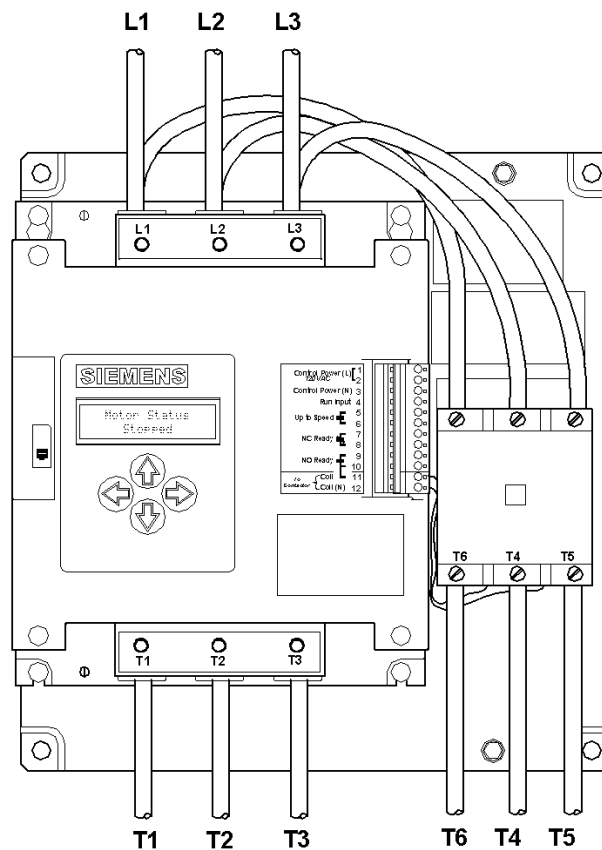 L1 L2 L3
L1 L2 L3
SIEMENS
Motor Status
Stopped
Control Power (L) 1
120VAC 2
Control Power (N) 3
Run Input 4
Up to Speed 5
6
NC Ready 7
8
NO Ready 9
10
To Contactor
Coil 11
Coil (N) 12
T6 T4 T5
T1 T2 T3
T1 T2 T3 T6 T4 T5